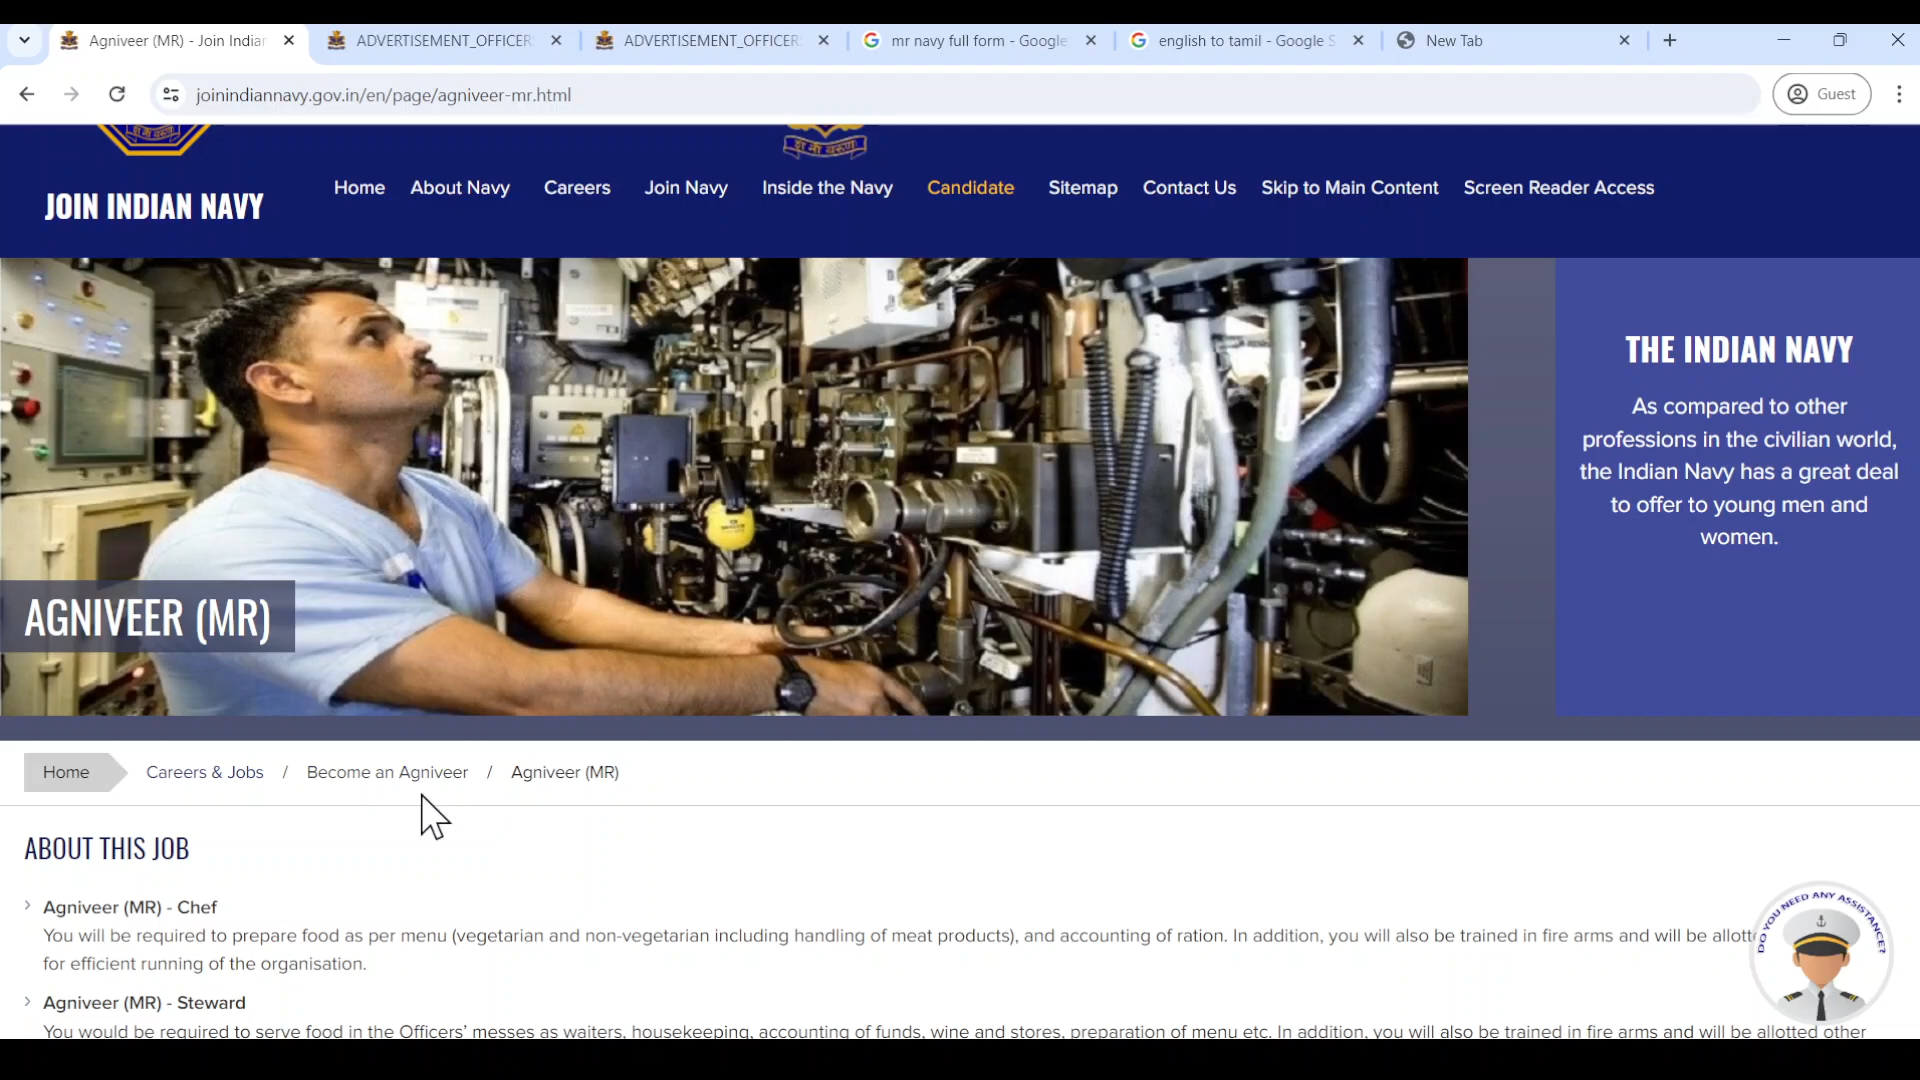 Agniveer (MR) - Join Indian
ADVERTISEMENT_OFFICER
ADVERTISEMENT_OFFICER
mr navy full form - Google
english to tamil - Google S
New Tab
joinindiannavy.gov.in/en/page/agniveer-mr.html
Guest
JOIN INDIAN NAVY
Home
About Navy
Careers
Join Navy
Inside the Navy
Candidate
Sitemap
Contact Us
Skip to Main Content
Screen Reader Access
THE INDIAN NAVY
As compared to other
professions in the civilian world,
the Indian Navy has a great deal
to offer to young men and
women.
AGNIVEER (MR)
Home Careers & Jobs / Become an Agniveer / Agniveer (MR)
ABOUT THIS JOB
Agniveer (MR) - Chef
You will be required to prepare food as per menu (vegetarian and non-vegetarian including handling of meat products), and accounting of ration. In addition, you will also be trained in fire arms and will be allotte
for efficient running of the organisation.
DO YOU NEED ANY ASSISTANCE?
Agniveer (MR) - Steward
You would be required to serve food in the Officers' messes as waiters, housekeeping, accounting of funds, wine and stores, preparation of menu etc. In addition, you will also be trained in fire arms and will be allotted other